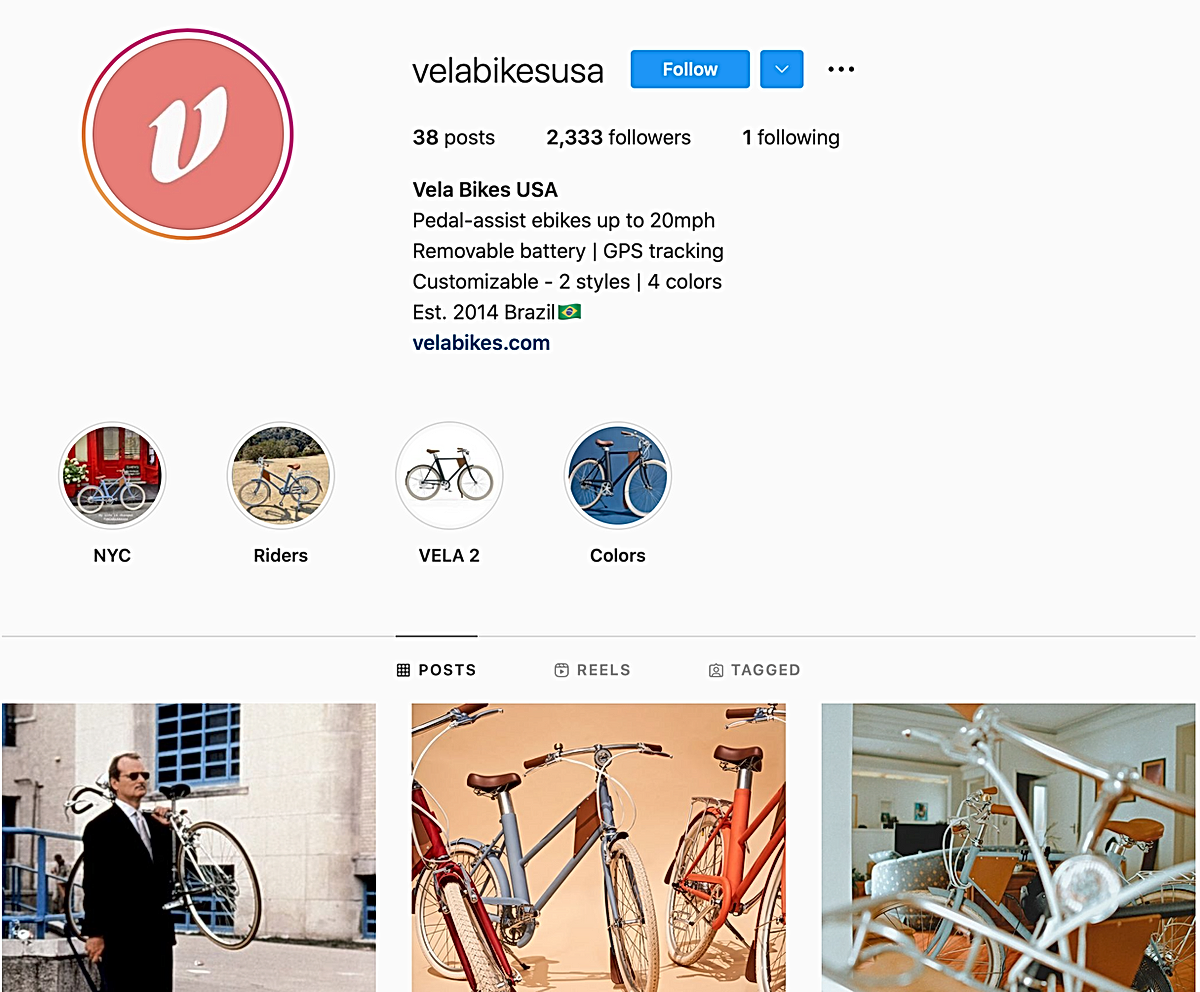 velabikesusa Follow
38 posts 2,333 followers 1 following
Vela Bikes USA
Pedal-assist ebikes up to 20mph
Removable battery | GPS tracking
Customizable - 2 styles | 4 colors
Est. 2014 Brazil🇧🇷
velabikes.com
NYC Riders VELA 2 Colors
POSTS REELS TAGGED